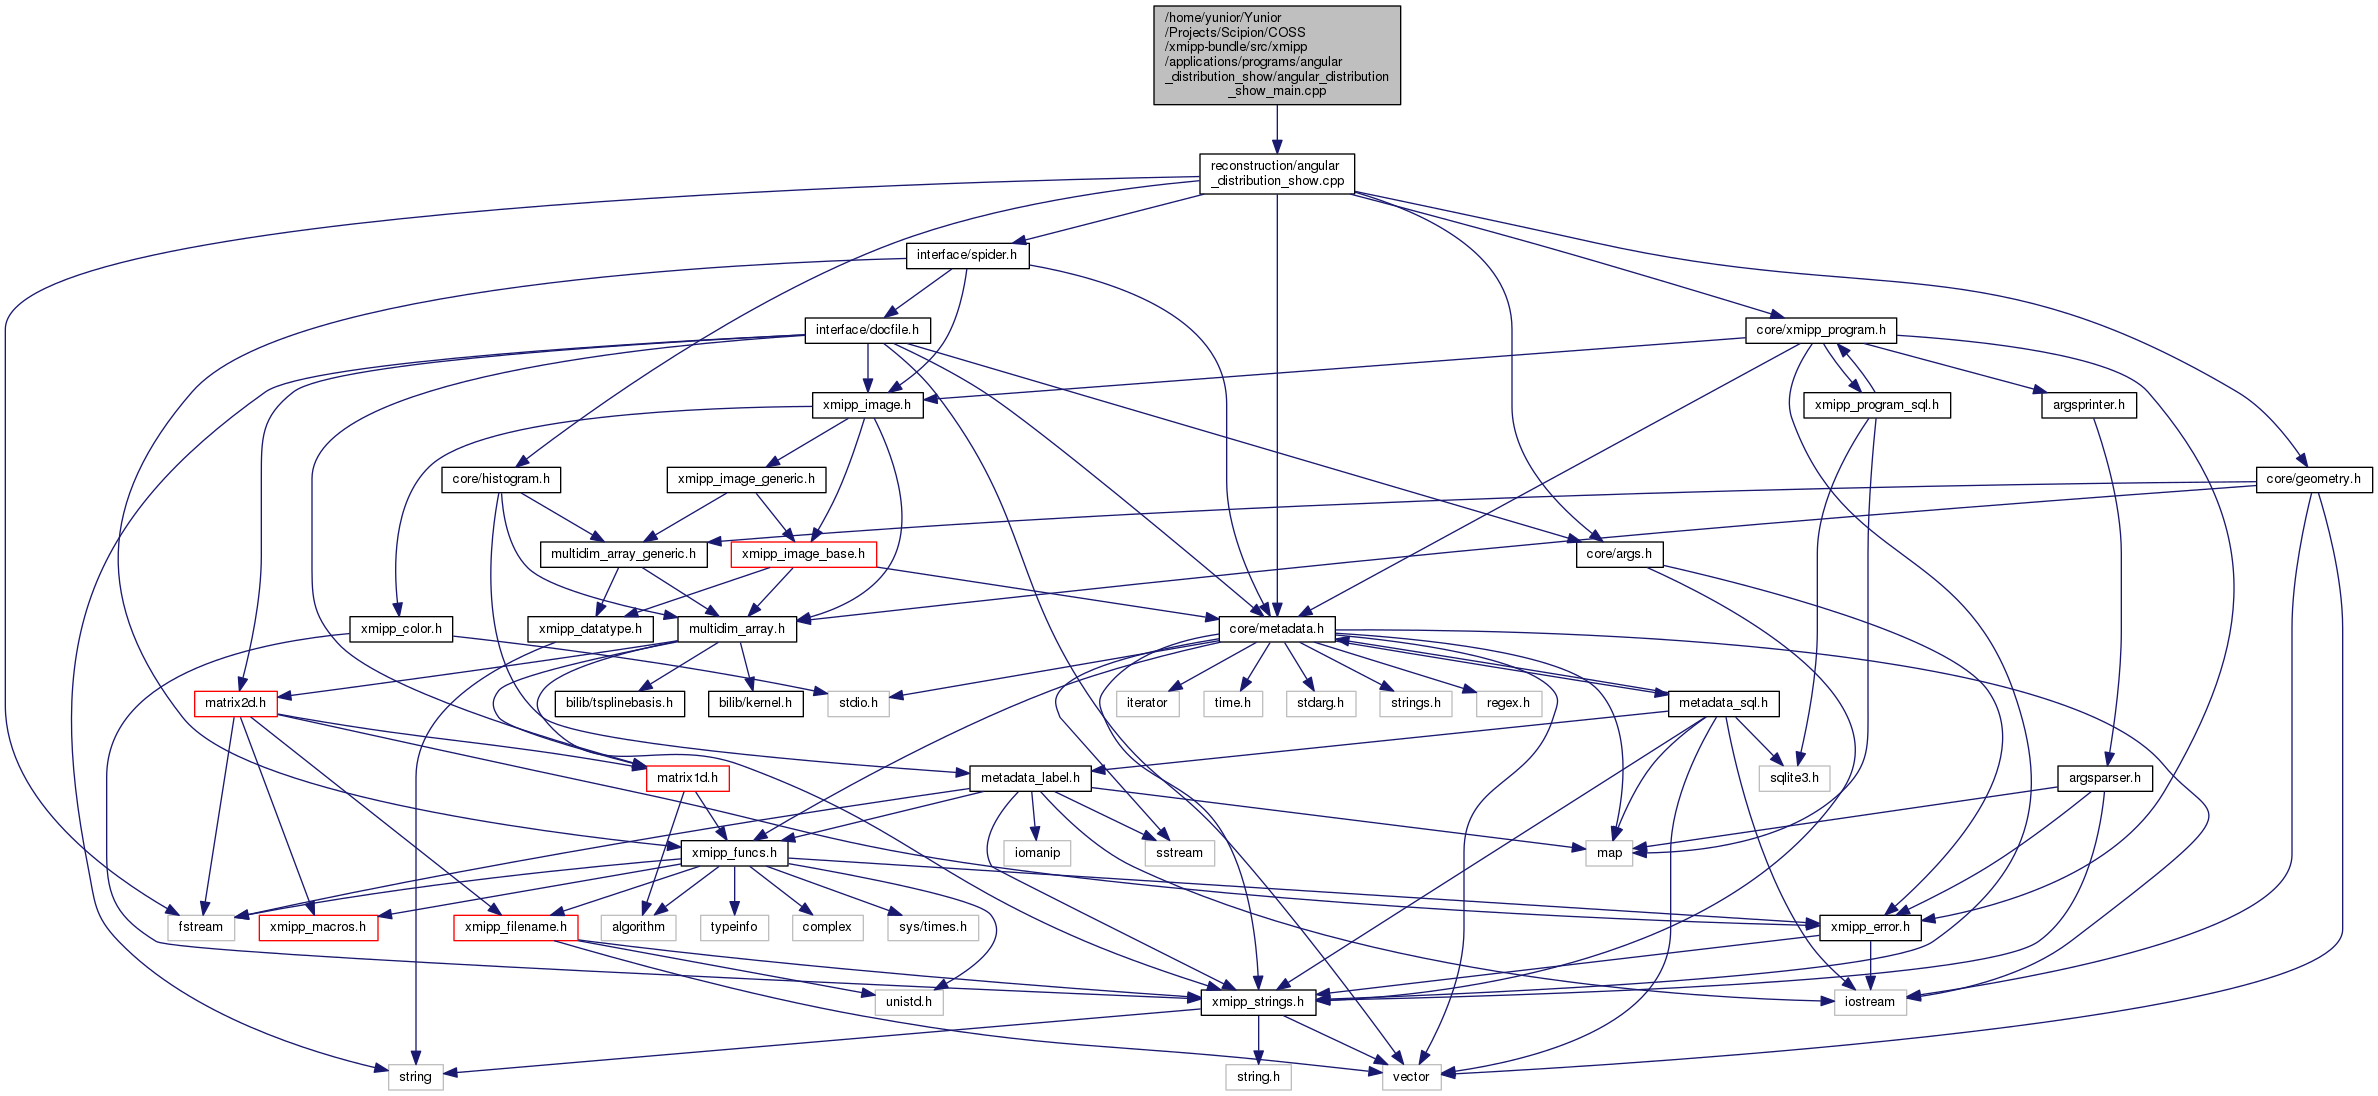 /home/yunior/Yunior
/Projects/Scipion/COSS
/xmipp-bundle/src/xmipp
/applications/programs/angular
_distribution_show/angular_distribution
_show_main.cpp
reconstruction/angular
_distribution_show.cpp
interface/spider.h
interface/docfile.h
core/xmipp_program.h
xmipp_image.h
xmipp_program_sql.h
argsprinter.h
core/histogram.h
xmipp_image_generic.h
core/geometry.h
multidim_array_generic.h
xmipp_image_base.h
core/args.h
xmipp_color.h
xmipp_datatype.h
multidim_array.h
core/metadata.h
matrix2d.h
bilib/tsplinebasis.h
bilib/kernel.h
stdio.h
iterator
time.h
stdarg.h
strings.h
regex.h
metadata_sql.h
matrix1d.h
metadata_label.h
sqlite3.h
argsparser.h
xmipp_funcs.h
iomanip
sstream
map
fstream
xmipp_macros.h
xmipp_filename.h
algorithm
typeinfo
complex
sys/times.h
xmipp_error.h
unistd.h
xmipp_strings.h
iostream
string
string.h
vector